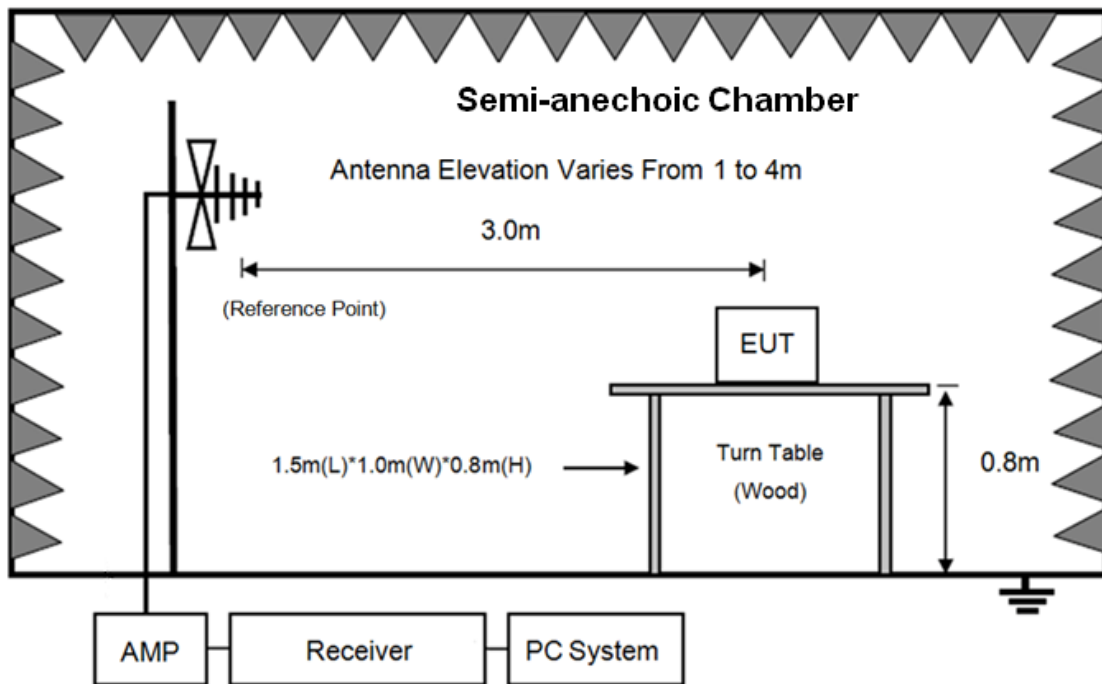 Semi-anechoic Chamber
Antenna Elevation Varies From 1 to 4m
3.0m
(Reference Point)
EUT
1.5m(L)*1.0m(W)*0.8m(H)
Turn Table
(Wood)
0.8m
AMP
Receiver
PC System